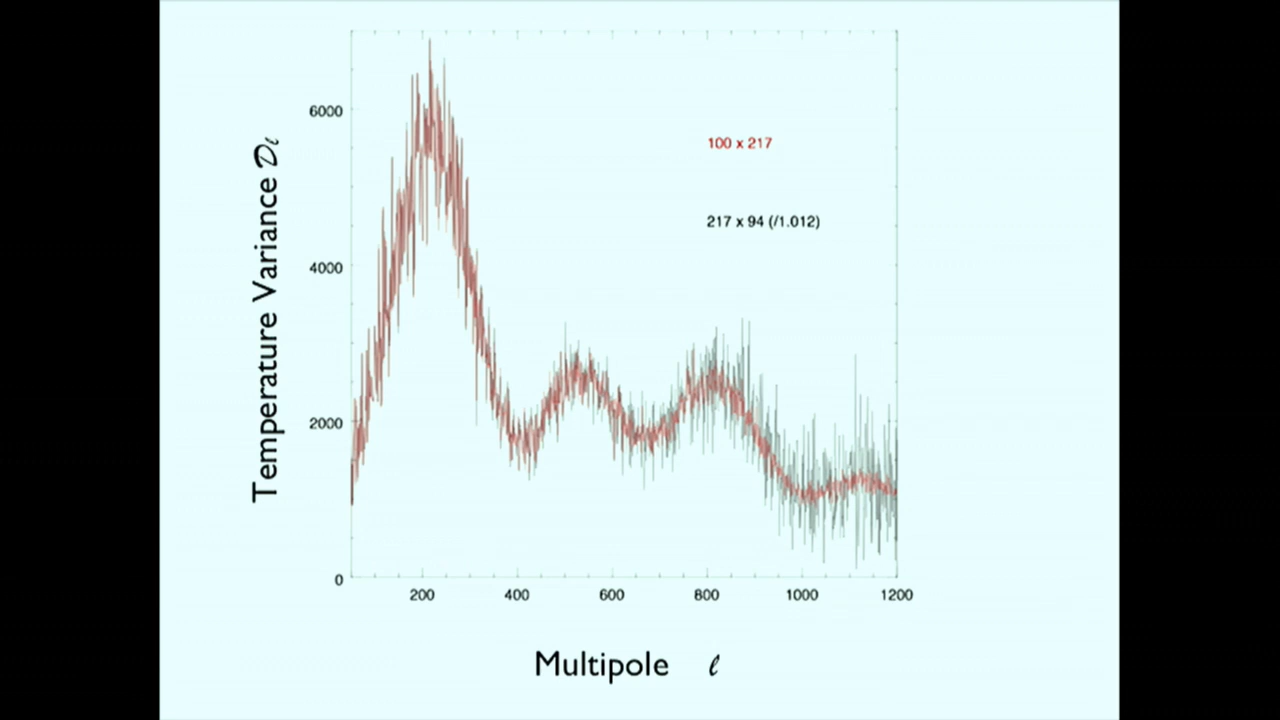 Temperature Variance 𝒟ℓ
6000
4000
2000
0
100 x 217
217 x 94 (/1.012)
200 400 600 800 1000 1200
Multipole ℓ